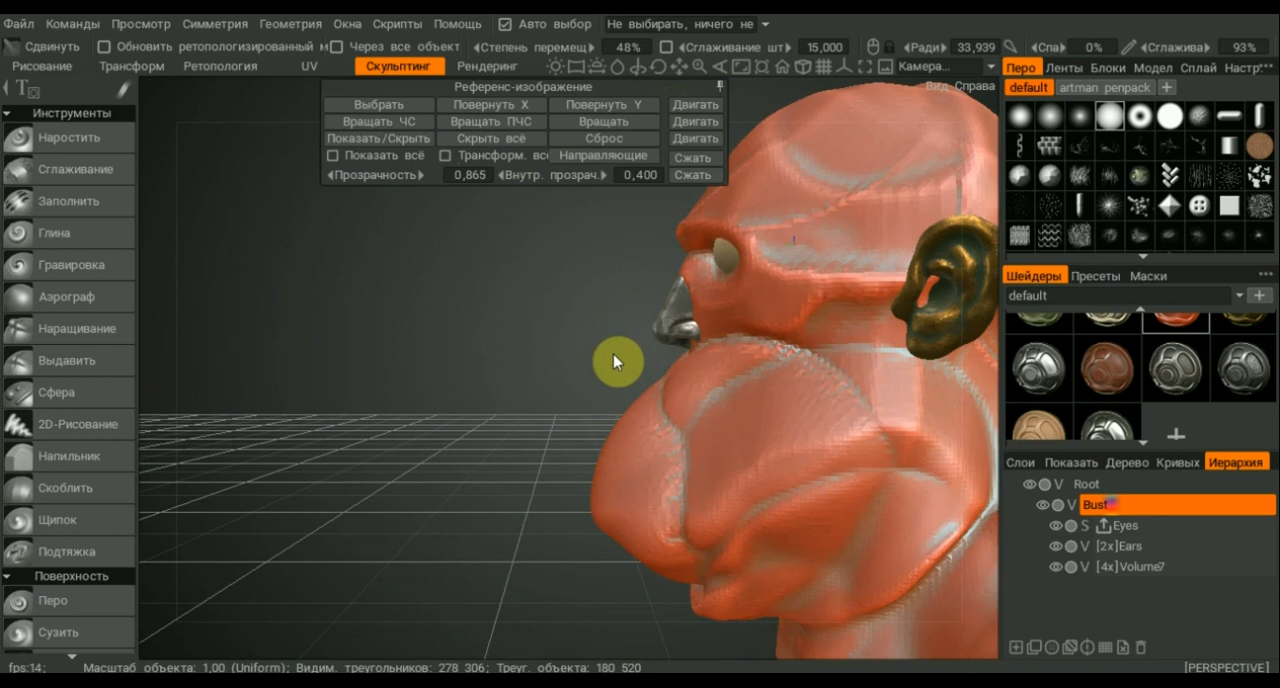 Файл Команды Просмотр Симметрия Геометрия Окна Скрипты Помощь Авто выбор Не выбирать, ничего не
Сдвинуть Обновить ретопологизированный м Через все объект Степень перемещ 48% Сглаживание шт 15,000 Ради 33,939 Спа 0% Сглажива 93%
Рисование Трансформ Ретопология UV Скульптинг Рендеринг Камера...
Перо Ленты Блоки Модел Сплай Настр
default artman penpack
Вид Справа
Референс-изображение
Выбрать Повернуть X Повернуть Y Двигать
Вращать ЧС Вращать ПЧС Вращать Двигать
Показать/Скрыть Скрыть всё Сброс Двигать
Показать всё Трансформ. всс Направляющие Сжать
Прозрачность 0,865 Внутр. прозрач. 0,400 Сжать
Инструменты
Наростить
Сглаживание
Заполнить
Глина
Гравировка
Аэрограф
Наращивание
Выдавить
Сфера
2D-Рисование
Напильник
Скоблить
Щипок
Подтяжка
Поверхность
Перо
Сузить
Шейдеры Пресеты Маски
default
Слои Показать Дерево Кривых Иерархия
V Root
V Bust
S Eyes
V [2x]Ears
V [4x]Volume7
fps:14; Масштаб объекта: 1,00 (Uniform); Видим. треугольников: 278 306; Треуг. объекта: 180 520
[PERSPECTIVE]